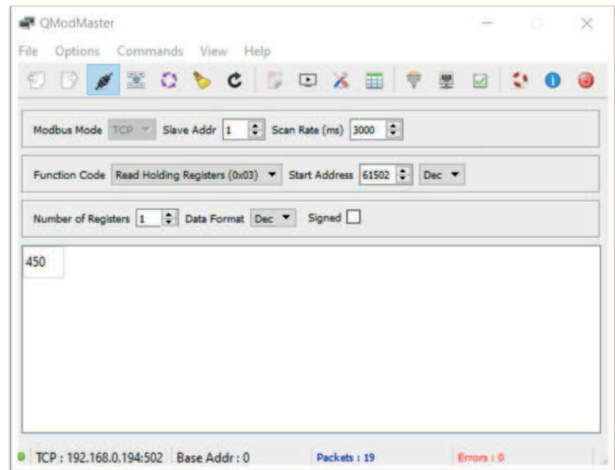 QModMaster
File Options Commands View Help
Modbus Mode TCP Slave Addr 1 Scan Rate (ms) 3000
Function Code Read Holding Registers (0x03) Start Address 61502 Dec
Number of Registers 1 Data Format Dec Signed
450
TCP : 192.168.0.194:502 Base Addr : 0 Packets : 19 Errors : 0